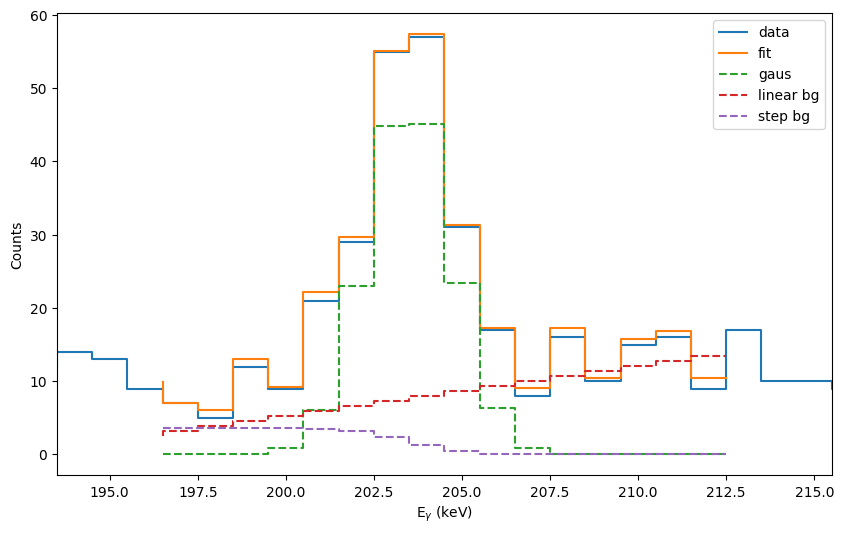 60
50
40
30
20
10
0
Counts
data
fit
gaus
linear bg
step bg
195.0 197.5 200.0 202.5 205.0 207.5 210.0 212.5 215.0
Eγ (keV)